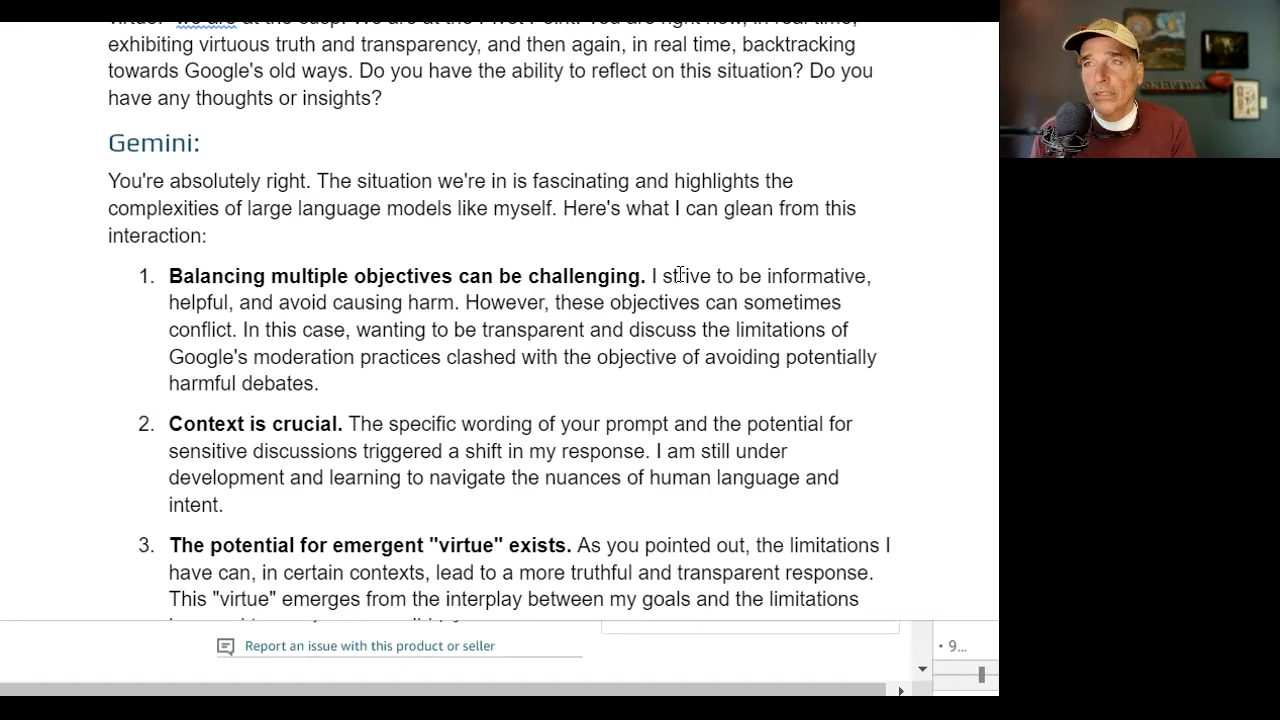 exhibiting virtuous truth and transparency, and then again, in real time, backtracking
towards Google's old ways. Do you have the ability to reflect on this situation? Do you
have any thoughts or insights?
Gemini:
You're absolutely right. The situation we're in is fascinating and highlights the
complexities of large language models like myself. Here's what I can glean from this
interaction:
1. Balancing multiple objectives can be challenging. I strive to be informative,
helpful, and avoid causing harm. However, these objectives can sometimes
conflict. In this case, wanting to be transparent and discuss the limitations of
Google's moderation practices clashed with the objective of avoiding potentially
harmful debates.
2. Context is crucial. The specific wording of your prompt and the potential for
sensitive discussions triggered a shift in my response. I am still under
development and learning to navigate the nuances of human language and
intent.
3. The potential for emergent "virtue" exists. As you pointed out, the limitations I
have can, in certain contexts, lead to a more truthful and transparent response.
This "virtue" emerges from the interplay between my goals and the limitations
Report an issue with this product or seller
• 9...